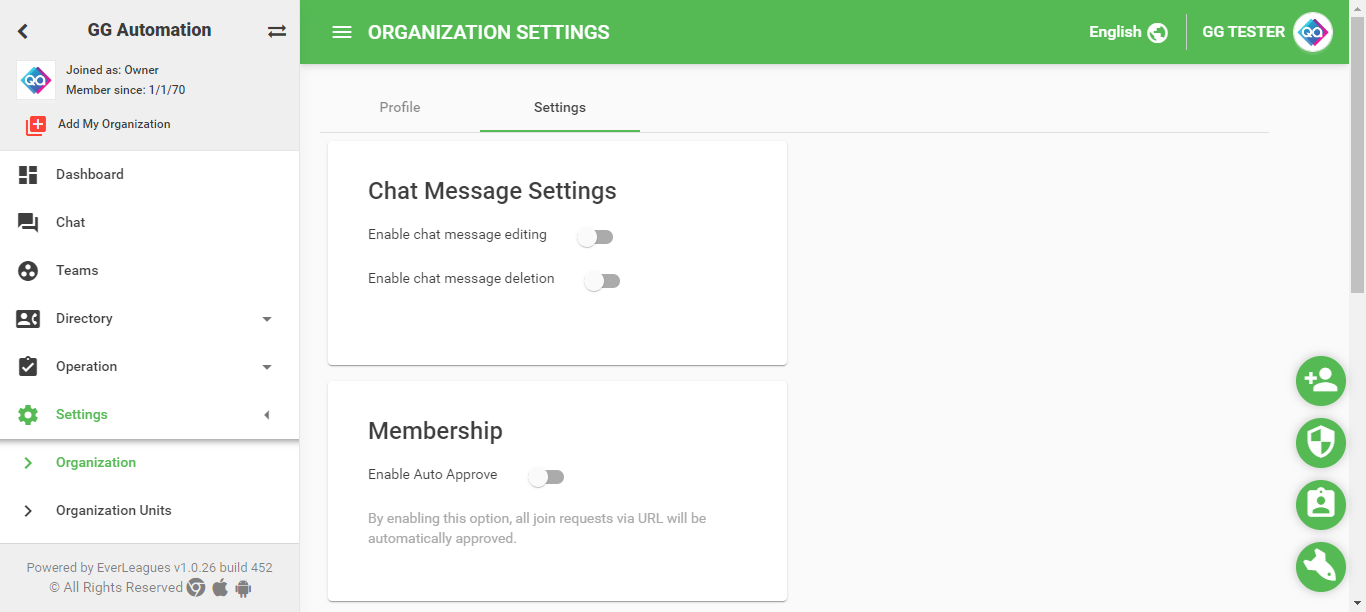 GG Automation
Joined as: Owner
Member since: 1/1/70
Add My Organization
Dashboard
Chat
Teams
Directory
Operation
Settings
Organization
Organization Units
Powered by EverLeagues v1.0.26 build 452
© All Rights Reserved
ORGANIZATION SETTINGS
English
GG TESTER
Profile
Settings
Chat Message Settings
Enable chat message editing
Enable chat message deletion
Membership
Enable Auto Approve
By enabling this option, all join requests via URL will be
automatically approved.